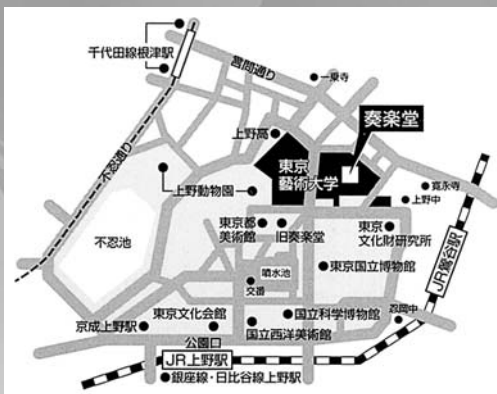 千代田線根津駅
言問通り
一乗寺
奏楽堂
上野高
東京
藝術大学
不忍通り
上野動物園
寛永寺
上野中
不忍池
東京都
美術館
旧奏楽堂
東京
文化財研究所
JR鶯谷駅
噴水池
東京国立博物館
交番
京成上野駅
東京文化会館
国立科学博物館
忍岡中
公園口
国立西洋美術館
JR上野駅
銀座線・日比谷線上野駅